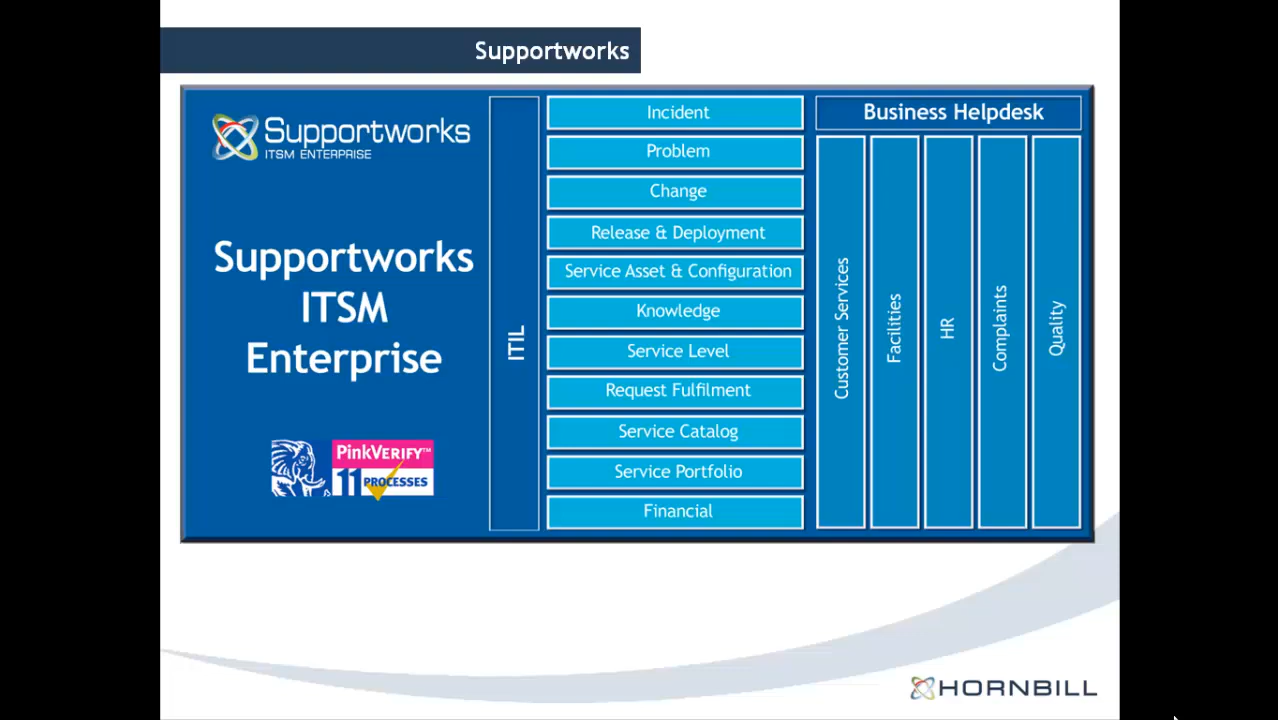 Supportworks
Supportworks
ITSM ENTERPRISE
Supportworks
ITSM
Enterprise
PinkVERIFY™
11 PROCESSES
ITIL
Incident
Problem
Change
Release & Deployment
Service Asset & Configuration
Knowledge
Service Level
Request Fulfilment
Service Catalog
Service Portfolio
Financial
Business Helpdesk
Customer Services
Facilities
HR
Complaints
Quality
HORNBILL